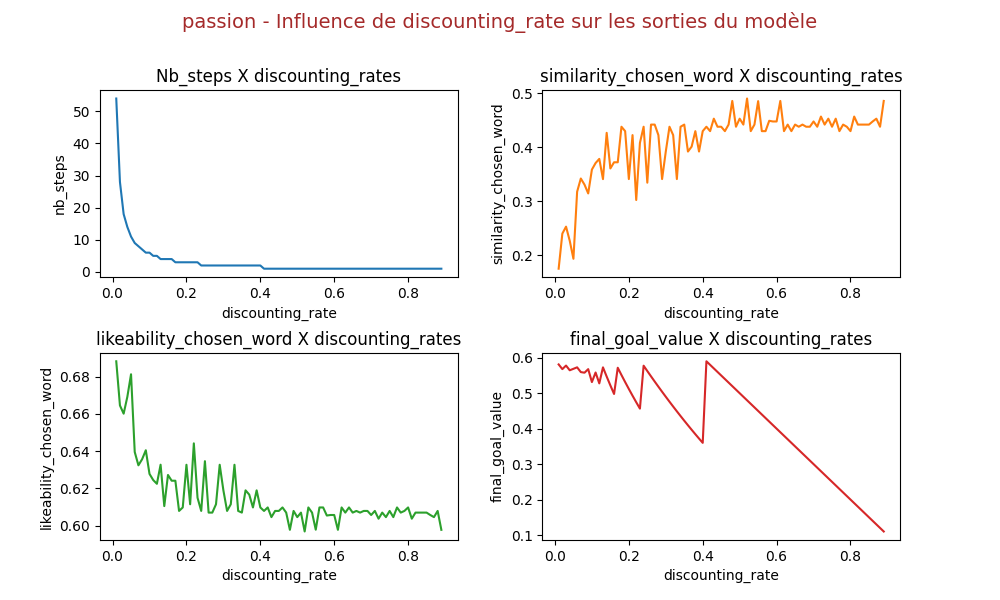 passion - Influence de discounting_rate sur les sorties du modèle
Nb_steps X discounting_rates
nb_steps
50
40
30
20
10
0
0.0 0.2 0.4 0.6 0.8
discounting_rate
similarity_chosen_word X discounting_rates
similarity_chosen_word
0.5
0.4
0.3
0.2
0.0 0.2 0.4 0.6 0.8
discounting_rate
likeability_chosen_word X discounting_rates
likeability_chosen_word
0.68
0.66
0.64
0.62
0.60
0.0 0.2 0.4 0.6 0.8
discounting_rate
final_goal_value X discounting_rates
final_goal_value
0.6
0.5
0.4
0.3
0.2
0.1
0.0 0.2 0.4 0.6 0.8
discounting_rate